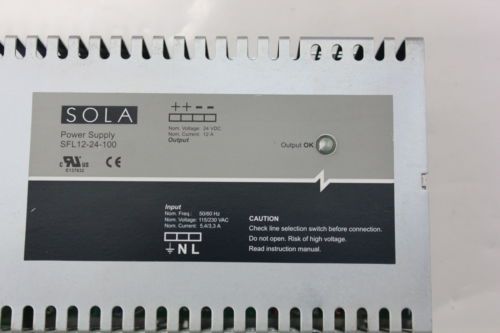 SOLA
Power Supply
SFL12-24-100
c UR us
E137632
CE
++--
Nom. Voltage: 24 VDC
Nom. Current: 12 A
Output
Output OK
Input
Nom. Freq.: 50/60 Hz
Nom. Voltage: 115/230 VAC
Nom. Current: 5,4/3,3 A
N L
CAUTION
Check line selection switch before connection.
Do not open. Risk of high voltage.
Read instruction manual.